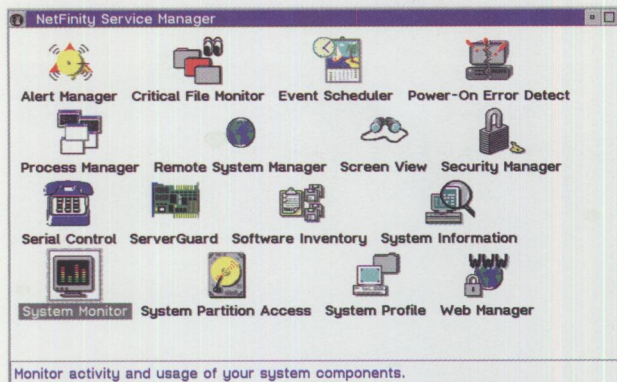 NetFinity Service Manager
Alert Manager Critical File Monitor Event Scheduler Power-On Error Detect
Process Manager Remote System Manager Screen View Security Manager
Serial Control ServerGuard Software Inventory System Information
WWW
System Monitor System Partition Access System Profile Web Manager
Monitor activity and usage of your system components.